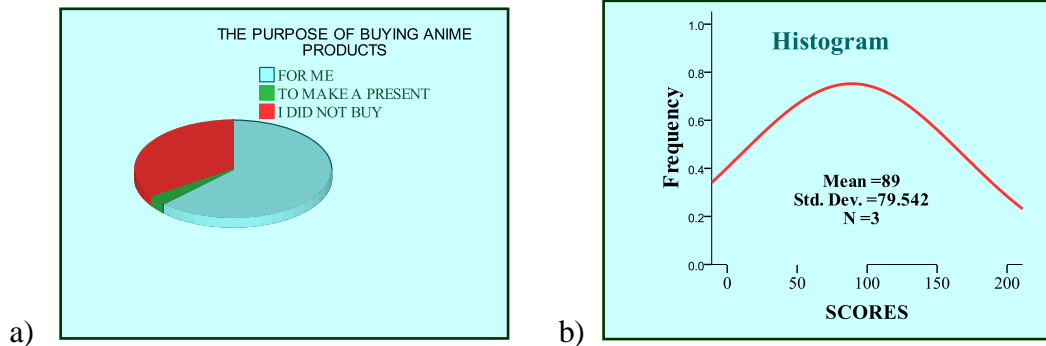 THE PURPOSE OF BUYING ANIME
PRODUCTS
FOR ME
TO MAKE A PRESENT
I DID NOT BUY
a)
Histogram
1.0
0.8
0.6
0.4
0.2
0.0
Frequency
Mean =89
Std. Dev. =79.542
N =3
0 50 100 150 200
SCORES
b)